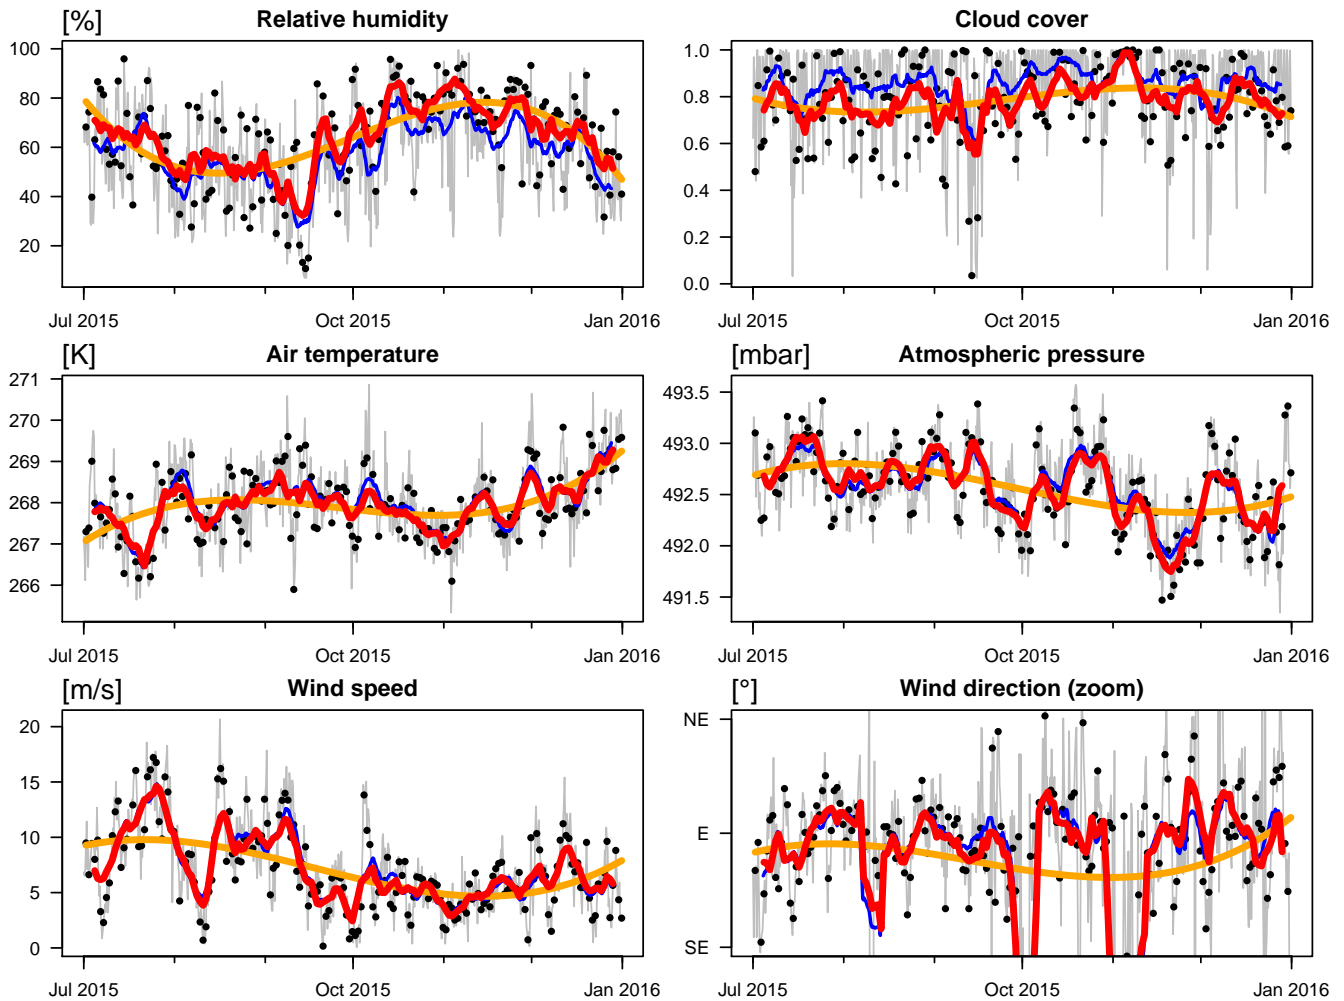 [%] Relative humidity
100
80
60
40
20
Jul 2015 Oct 2015 Jan 2016
Cloud cover
1.0
0.8
0.6
0.4
0.2
0.0
Jul 2015 Oct 2015 Jan 2016
[K] Air temperature
271
270
269
268
267
266
Jul 2015 Oct 2015 Jan 2016
[mbar] Atmospheric pressure
493.5
493.0
492.5
492.0
491.5
Jul 2015 Oct 2015 Jan 2016
[m/s] Wind speed
20
15
10
5
0
Jul 2015 Oct 2015 Jan 2016
[°] Wind direction (zoom)
NE
E
SE
Jul 2015 Oct 2015 Jan 2016